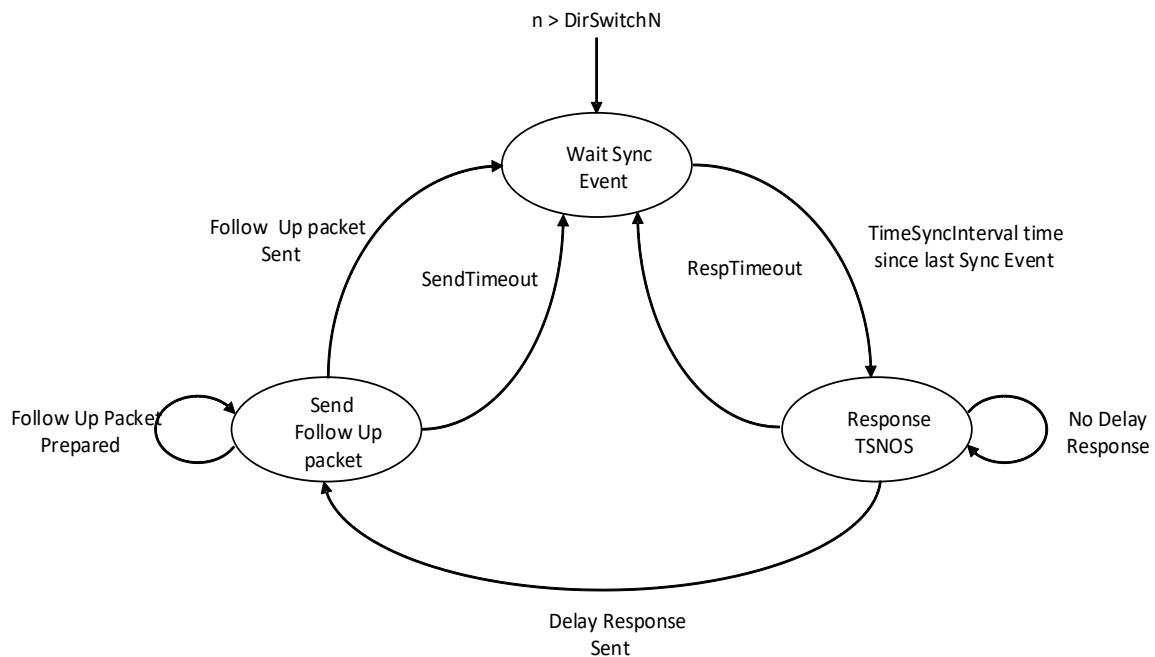 n > DirSwitchN
Wait Sync
Event
Follow Up packet
Sent
TimeSyncInterval time
since last Sync Event
SendTimeout
RespTimeout
Follow Up Packet
Prepared
Send
Follow Up
packet
Response
TSNOS
No Delay
Response
Delay Response
Sent